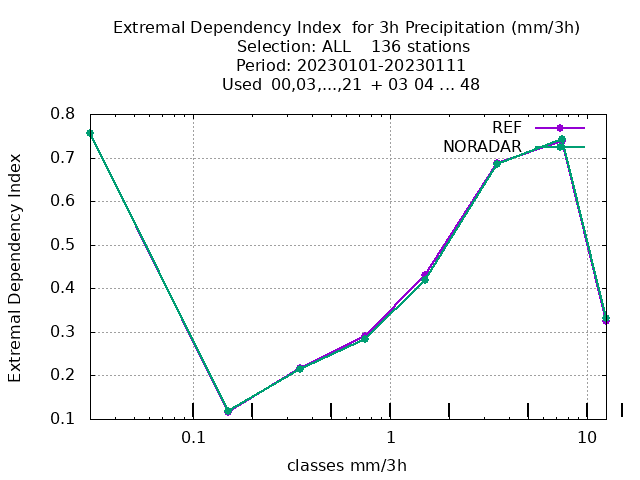 Extremal Dependency Index  for 3h Precipitation (mm/3h)
Selection: ALL    136 stations
Period: 20230101-20230111
Used  00,03,...,21  + 03 04 ... 48
REF
NORADAR
0.8
0.7
0.6
0.5
0.4
0.3
0.2
0.1
Extremal Dependency Index
0.1 1 10
classes mm/3h